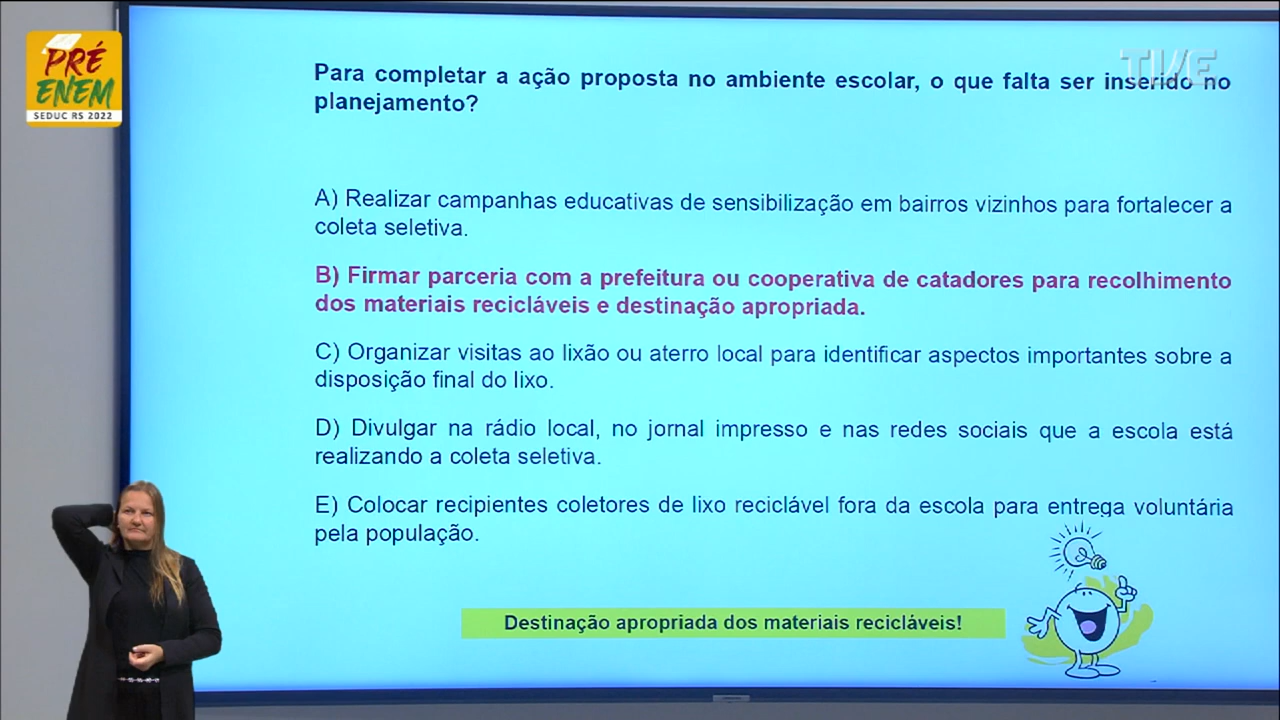 PRÉ
ENEM
SEDUC RS 2022
TVE
Para completar a ação proposta no ambiente escolar, o que falta ser inserido no
planejamento?
A) Realizar campanhas educativas de sensibilização em bairros vizinhos para fortalecer a
coleta seletiva.
B) Firmar parceria com a prefeitura ou cooperativa de catadores para recolhimento
dos materiais recicláveis e destinação apropriada.
C) Organizar visitas ao lixão ou aterro local para identificar aspectos importantes sobre a
disposição final do lixo.
D) Divulgar na rádio local, no jornal impresso e nas redes sociais que a escola está
realizando a coleta seletiva.
E) Colocar recipientes coletores de lixo reciclável fora da escola para entrega voluntária
pela população.
Destinação apropriada dos materiais recicláveis!